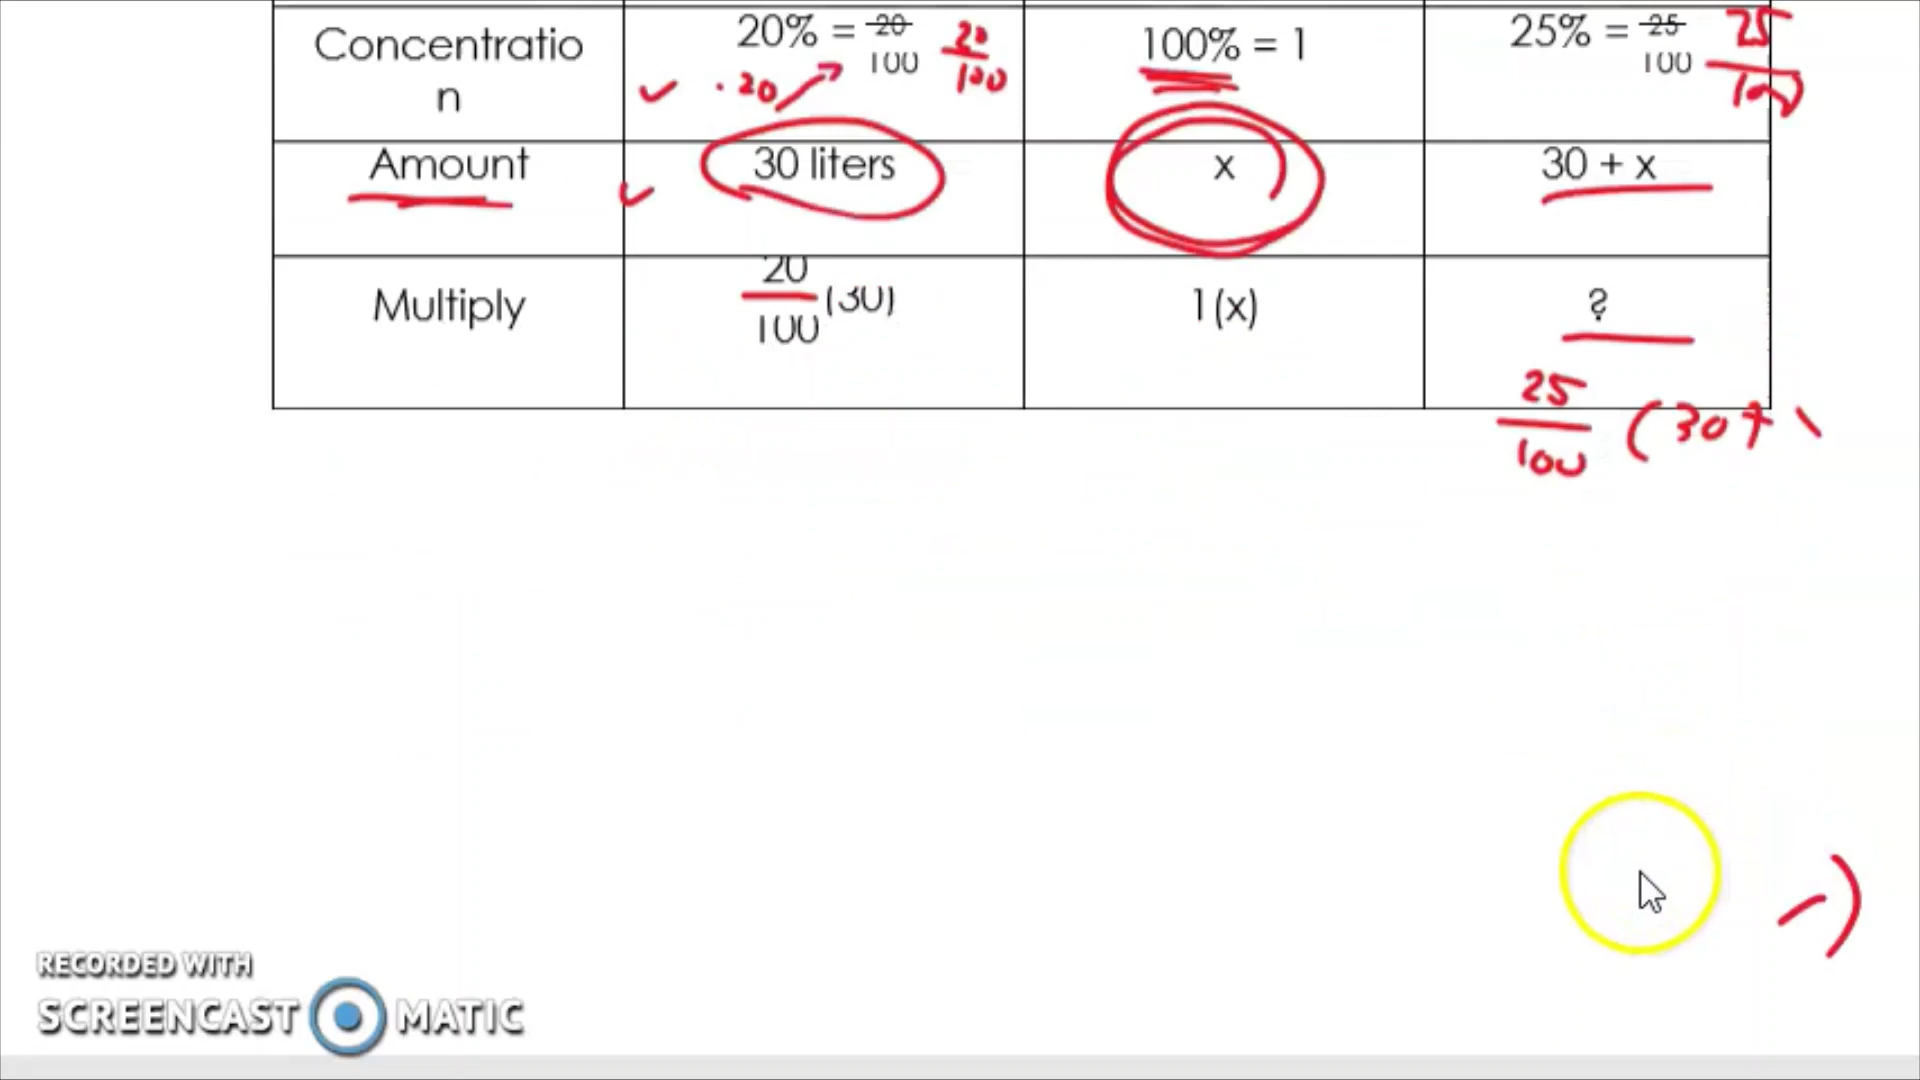 Concentratio
n
20% = 20/100
20/100
.20
100% = 1
25% = 25/100
25/100
Amount
30 liters
x
30 + x
Multiply
20/100 (30)
1(x)
?
25/100 (30+
RECORDED WITH
SCREENCAST MATIC